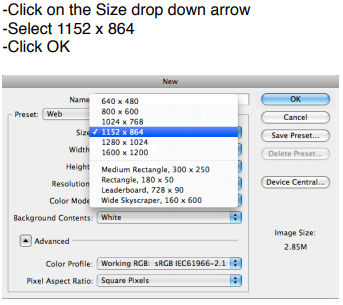 -Click on the Size drop down arrow
-Select 1152 x 864
-Click OK
New
Name
640 x 480
OK
800 x 600
Preset: Web
1024 x 768
Cancel
Size
✓ 1152 x 864
Save Preset...
Width
1280 x 1024
1600 x 1200
Delete Preset...
Height
Medium Rectangle, 300 x 250
Resolution
Rectangle, 180 x 50
Device Central...
Leaderboard, 728 x 90
Color Mode
Wide Skyscraper, 160 x 600
Background Contents: White
Image Size:
Advanced
2.85M
Color Profile: Working RGB: sRGB IEC61966-2.1
Pixel Aspect Ratio: Square Pixels